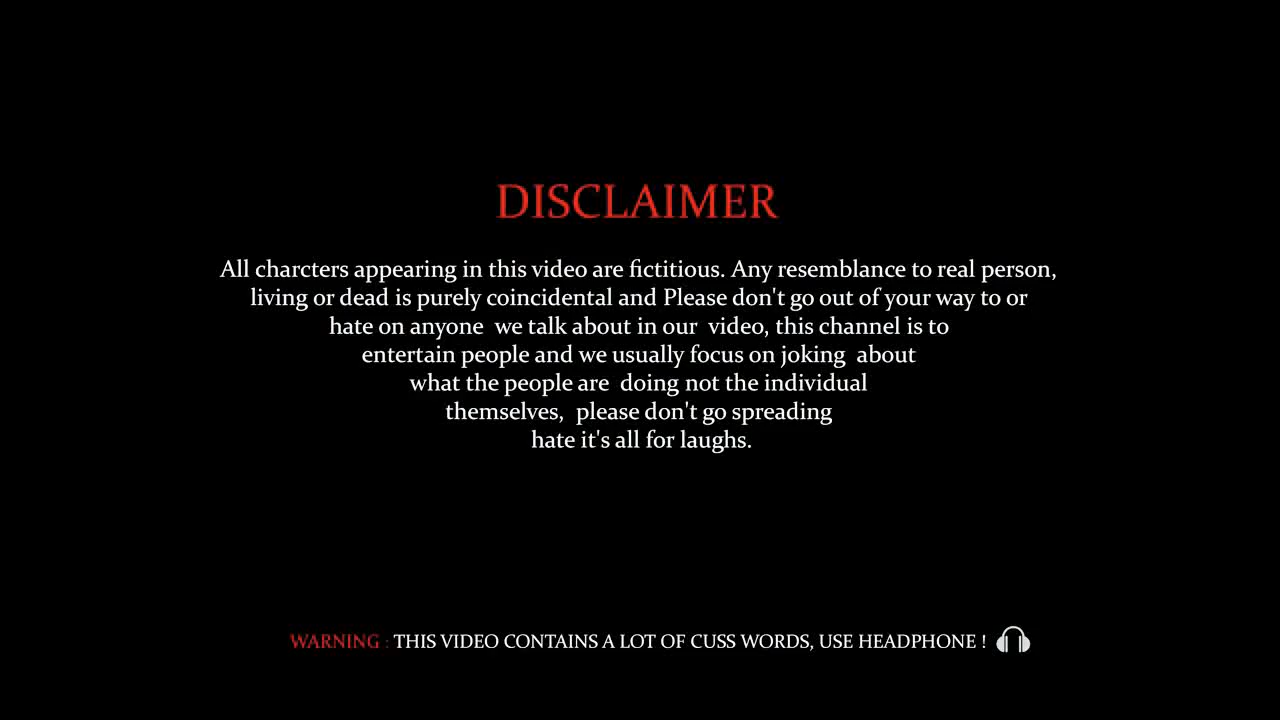 DISCLAIMER
All charcters appearing in this video are fictitious. Any resemblance to real person,
living or dead is purely coincidental and Please don't go out of your way to or
hate on anyone  we talk about in our  video, this channel is to
entertain people and we usually focus on joking  about
what the people are  doing not the individual
themselves,  please don't go spreading
hate it's all for laughs.
WARNING : THIS VIDEO CONTAINS A LOT OF CUSS WORDS, USE HEADPHONE !